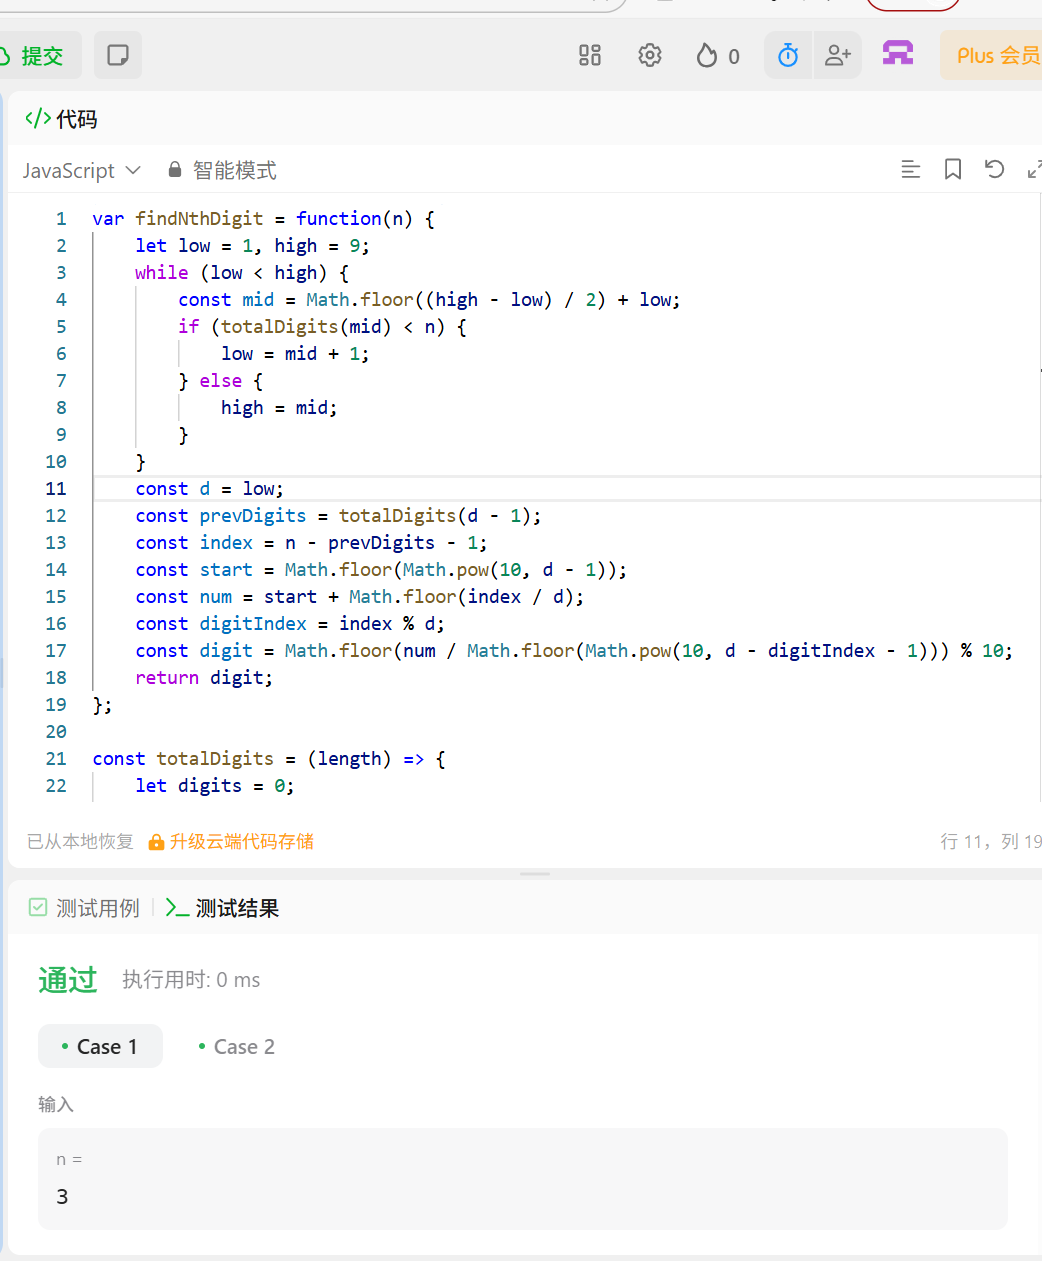 提交
0
Plus 会员
</> 代码
JavaScript 智能模式
1 var findNthDigit = function(n) {
2     let low = 1, high = 9;
3     while (low < high) {
4         const mid = Math.floor((high - low) / 2) + low;
5         if (totalDigits(mid) < n) {
6             low = mid + 1;
7         } else {
8             high = mid;
9         }
10     }
11     const d = low;
12     const prevDigits = totalDigits(d - 1);
13     const index = n - prevDigits - 1;
14     const start = Math.floor(Math.pow(10, d - 1));
15     const num = start + Math.floor(index / d);
16     const digitIndex = index % d;
17     const digit = Math.floor(num / Math.floor(Math.pow(10, d - digitIndex - 1))) % 10;
18     return digit;
19 };
20
21 const totalDigits = (length) => {
22     let digits = 0;
已从本地恢复 升级云端代码存储 行 11，列 19
测试用例 >_ 测试结果
通过 执行用时: 0 ms
• Case 1 • Case 2
输入
n =
3